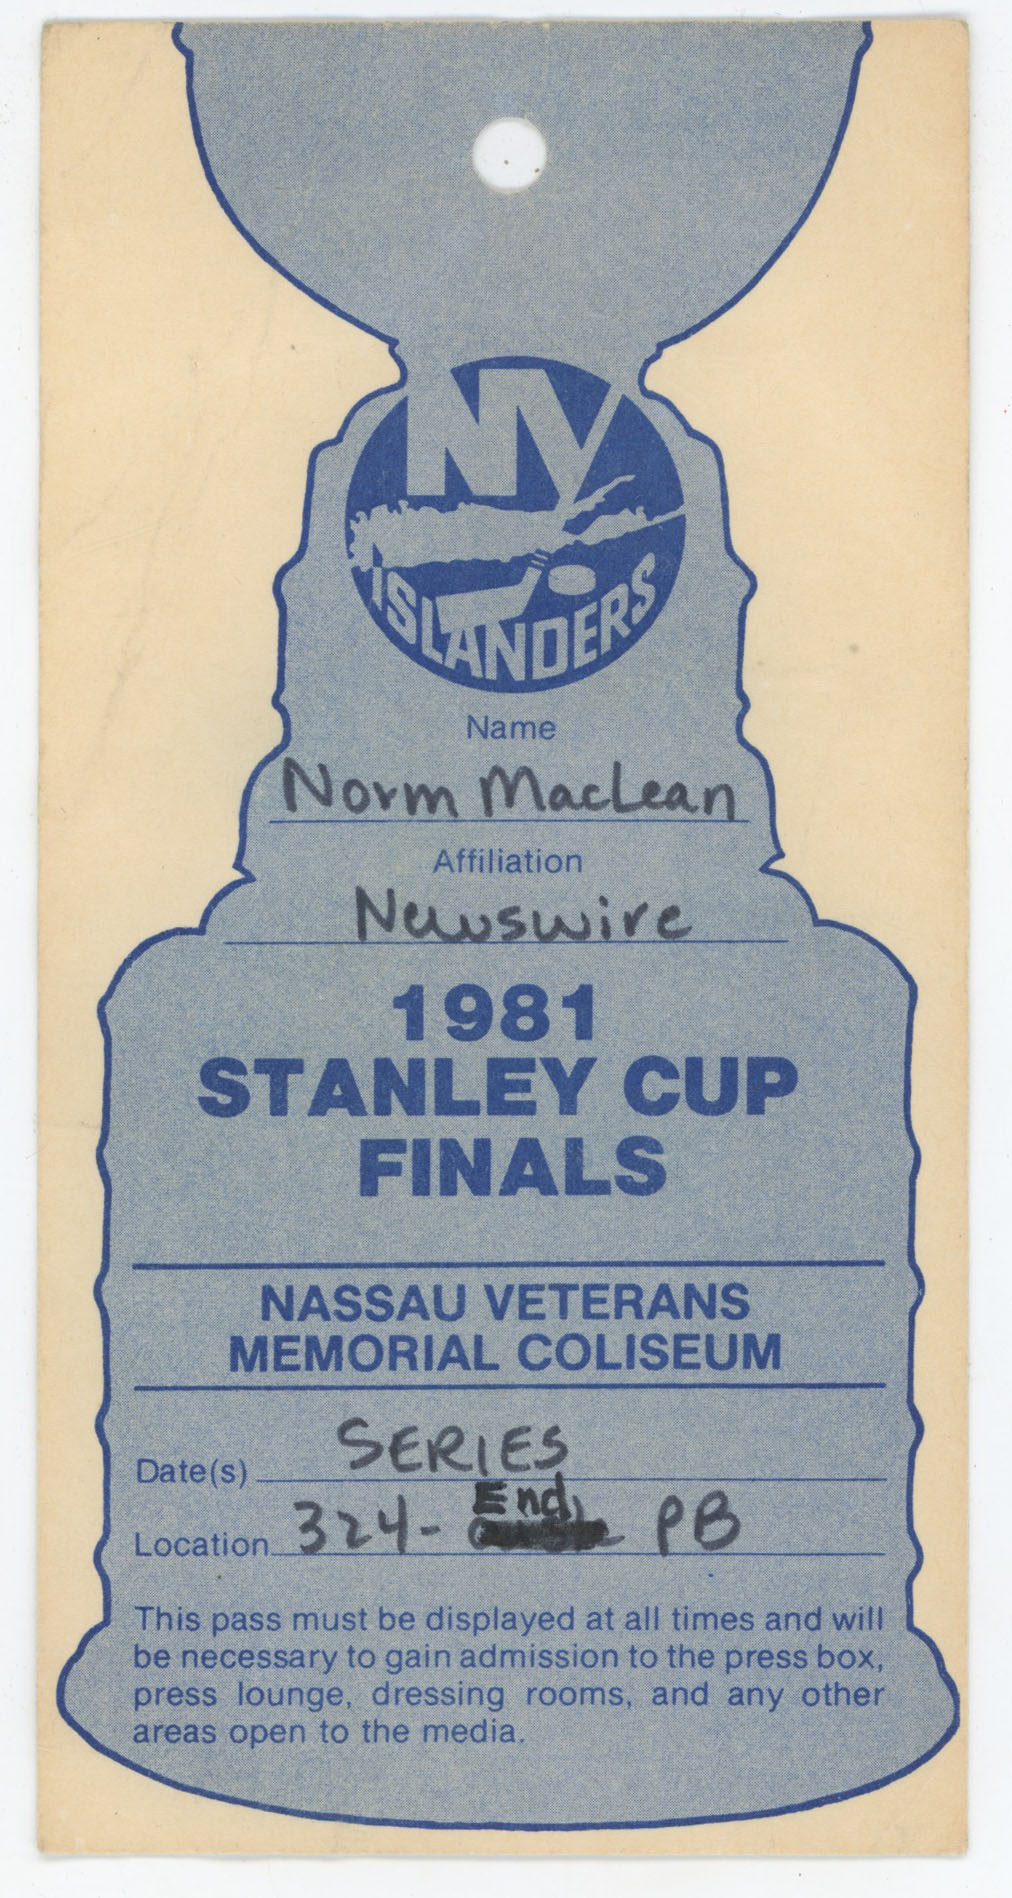 NY
ISLANDERS
Name
Norm MacLean
Affiliation
Newswire
1981
STANLEY CUP
FINALS
NASSAU VETERANS
MEMORIAL COLISEUM
Date(s) SERIES
Location 324- End PB
This pass must be displayed at all times and will
be necessary to gain admission to the press box,
press lounge, dressing rooms, and any other
areas open to the media.